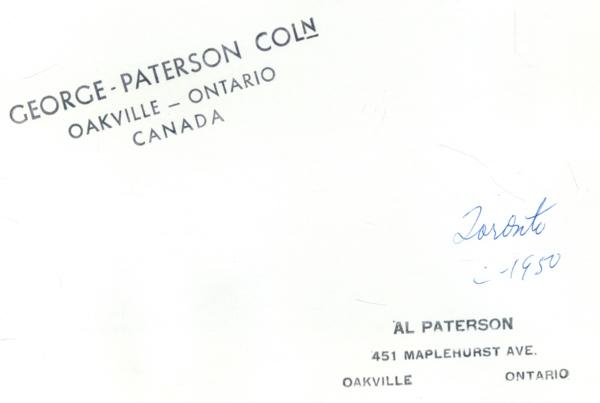 GEORGE-PATERSON COLN
OAKVILLE - ONTARIO
CANADA
Toronto
c-1950
AL PATERSON
451 MAPLEHURST AVE.
OAKVILLE ONTARIO